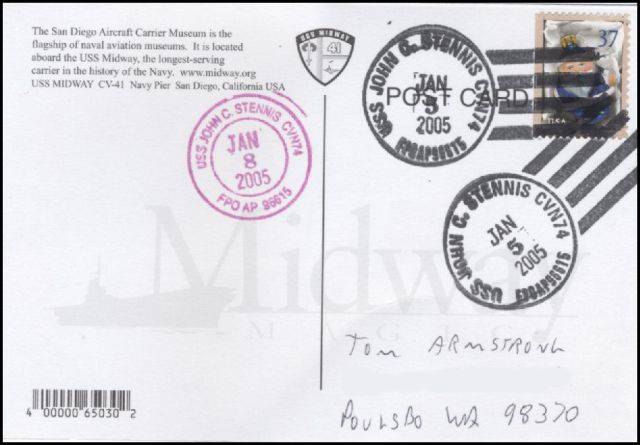 The San Diego Aircraft Carrier Museum is the
flagship of naval aviation museums. It is located
aboard the USS Midway, the longest-serving
carrier in the history of the Navy. www.midway.org
USS MIDWAY CV-41 Navy Pier San Diego, California USA
USS MIDWAY
41
POST CARD
37
USA
USS JOHN C. STENNIS CVN74
JAN
5
2005
FPOAP96615
USS JOHN C. STENNIS CVN74
JAN
8
2005
FPO AP 96615
USS JOHN C. STENNIS CVN74
JAN
5
2005
FPOAP96615
Midway
MAGIC
TOM ARMSTRONG
POULSBO WA 98370
4 00000 65030 2